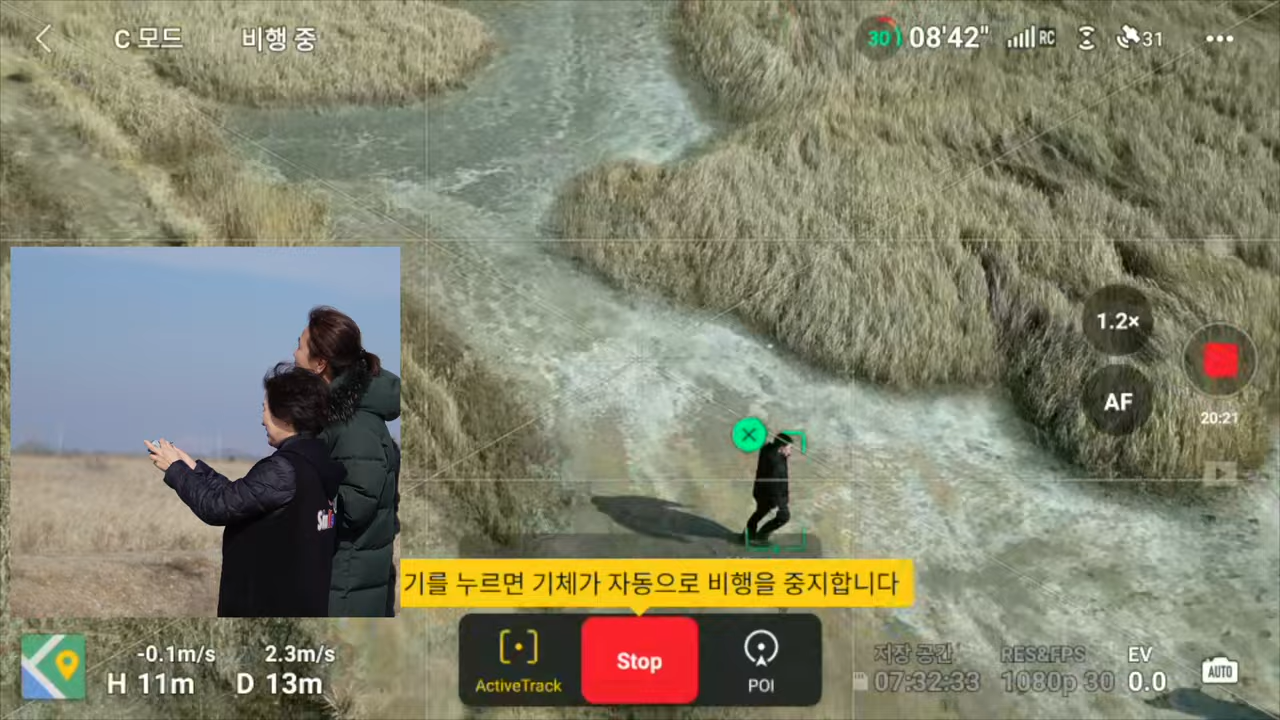 C 모드
비행 중
30
08'42"
RC
31
1.2×
AF
20:21
기를 누르면 기체가 자동으로 비행을 중지합니다
-0.1m/s
2.3m/s
H 11m
D 13m
ActiveTrack
Stop
POI
저장 공간
07:32:33
RES&FPS
1080p 30
EV
0.0
AUTO